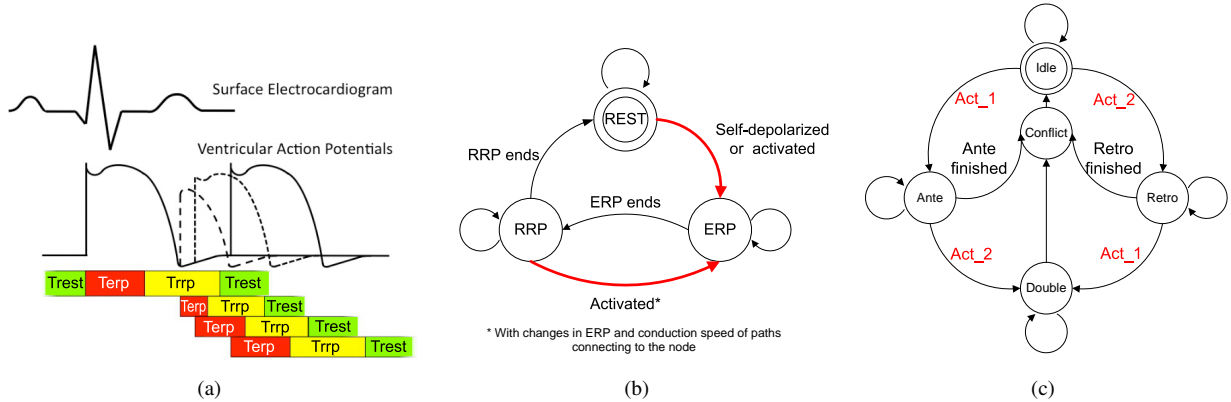 Surface Electrocardiogram
Ventricular Action Potentials
Trest Terp Trrp Trest
Terp Trrp Trest
Terp Trrp Trest
Terp Trrp Trest
(a)
REST
Self-depolarized
or activated
RRP ends
ERP ends
RRP
ERP
Activated*
* With changes in ERP and conduction speed of paths
connecting to the node
(b)
Idle
Act_1
Act_2
Conflict
Ante
finished
Retro
finished
Ante
Retro
Act_2
Act_1
Double
(c)